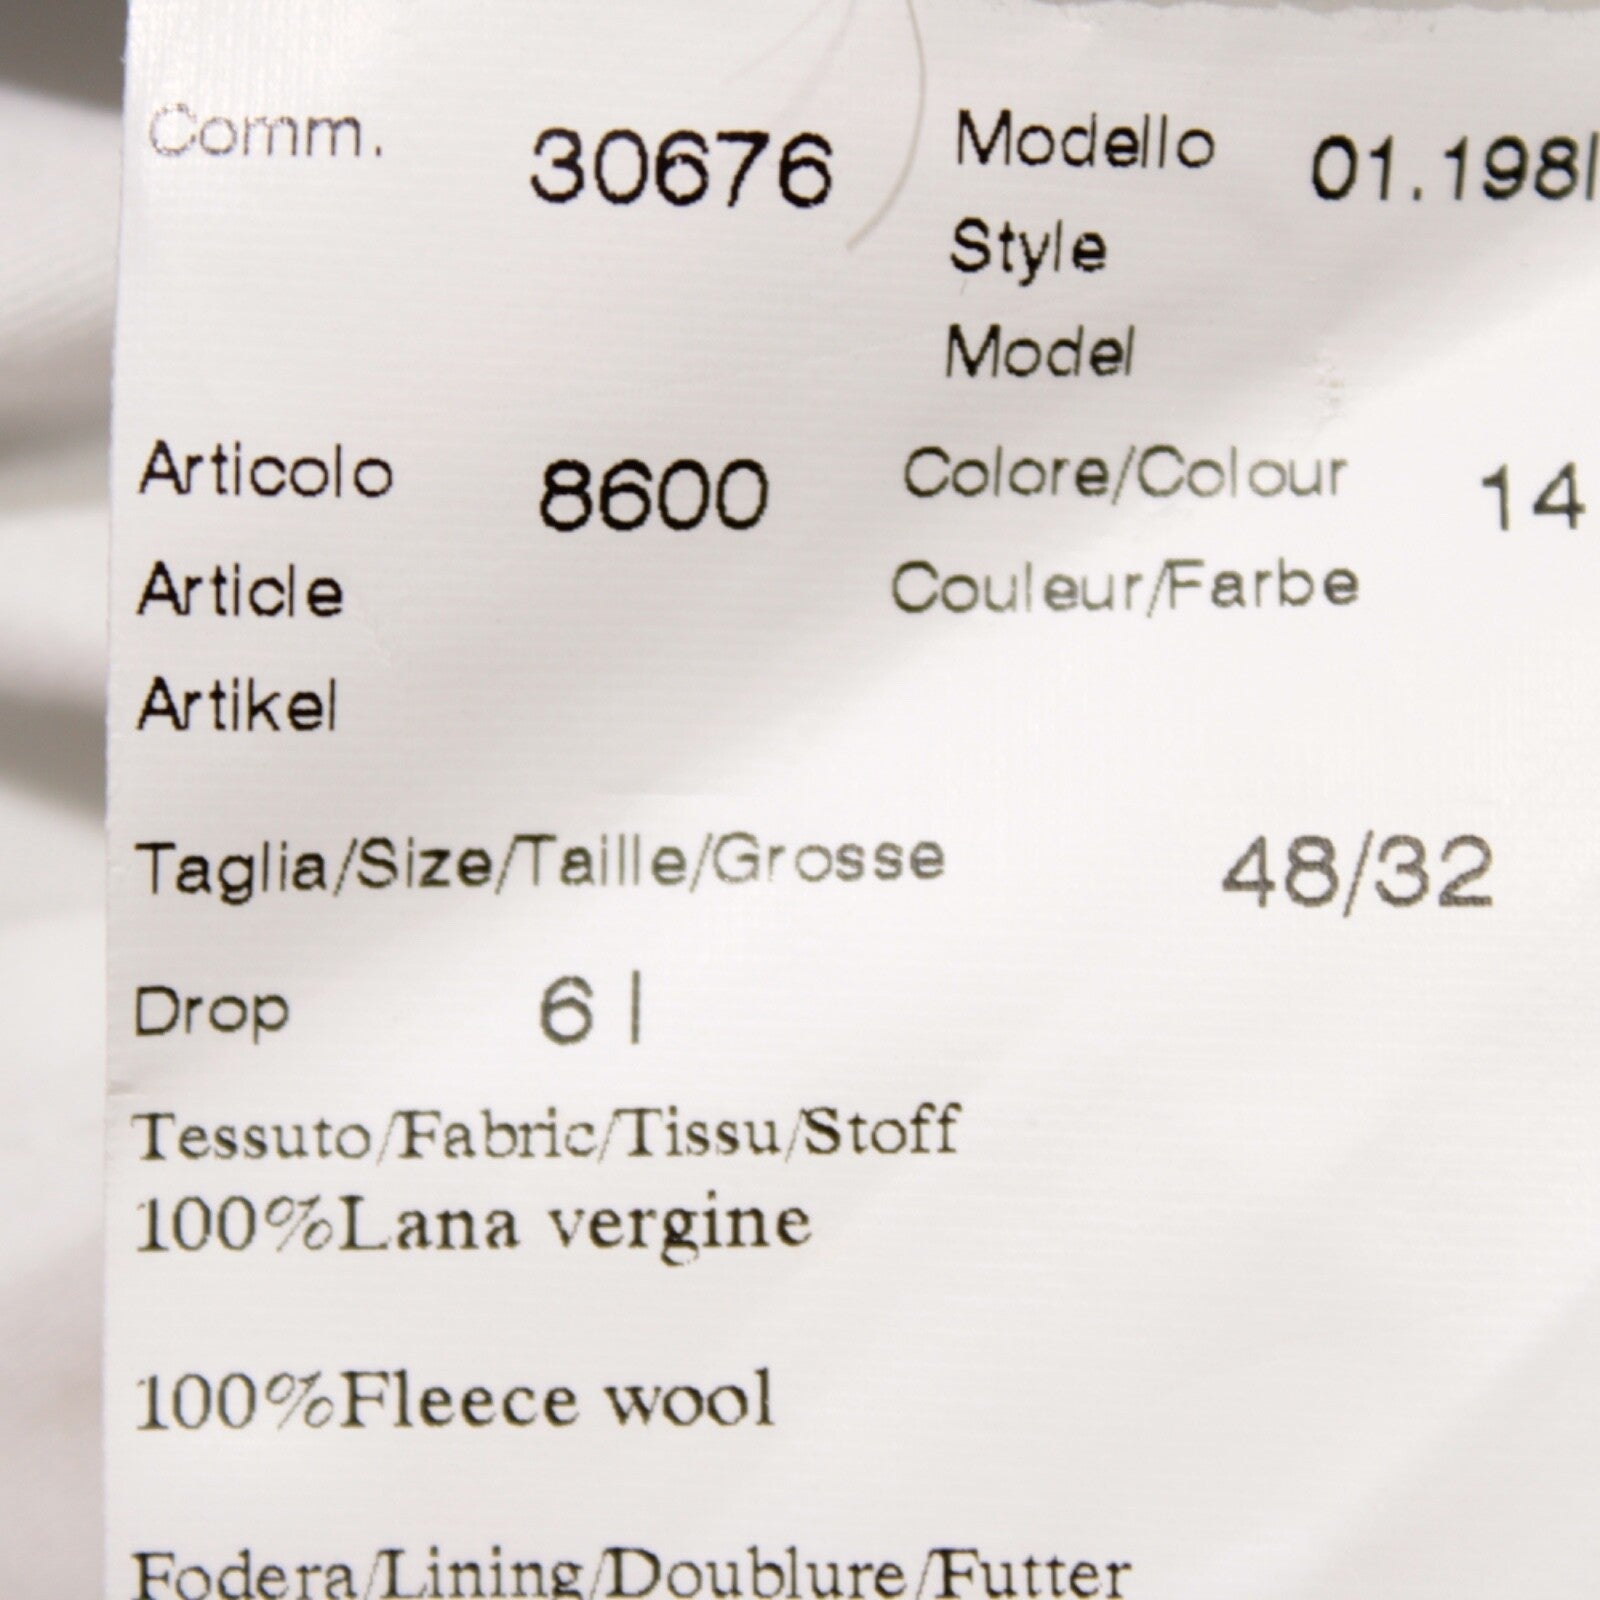 Comm. 30676 Modello 01.198
Style
Model
Articolo 8600 Colore/Colour 14
Article Couleur/Farbe
Artikel
Taglia/Size/Taille/Grosse 48/32
Drop 6 |
Tessuto/Fabric/Tissu/Stoff
100%Lana vergine
100%Fleece wool
Fodera/Lining/Doublure/Futter